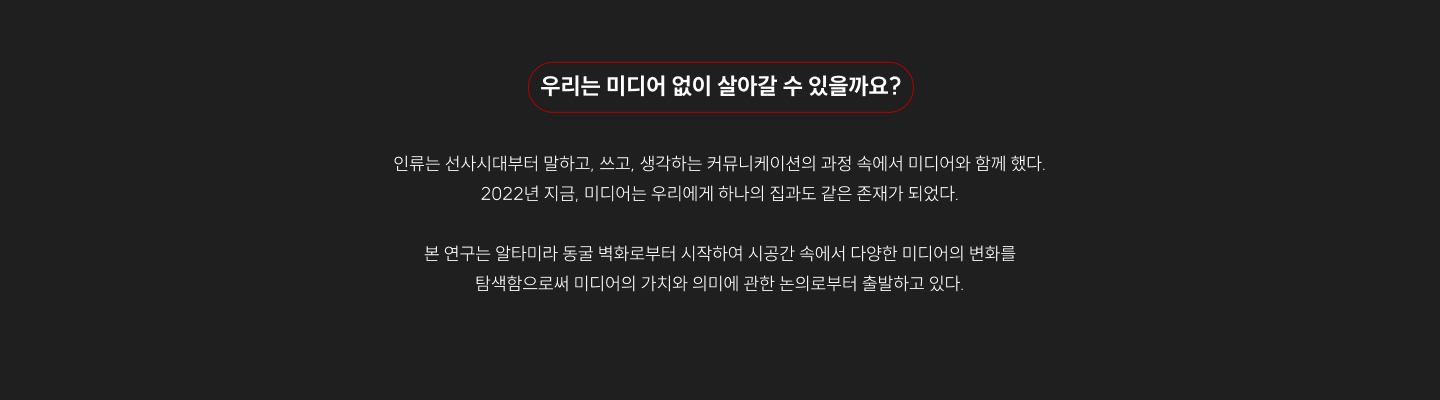 우리는 미디어 없이 살아갈 수 있을까요?
인류는 선사시대부터 말하고, 쓰고, 생각하는 커뮤니케이션의 과정 속에서 미디어와 함께 했다.
2022년 지금, 미디어는 우리에게 하나의 집과도 같은 존재가 되었다.
본 연구는 알타미라 동굴 벽화로부터 시작하여 시공간 속에서 다양한 미디어의 변화를
탐색함으로써 미디어의 가치와 의미에 관한 논의로부터 출발하고 있다.